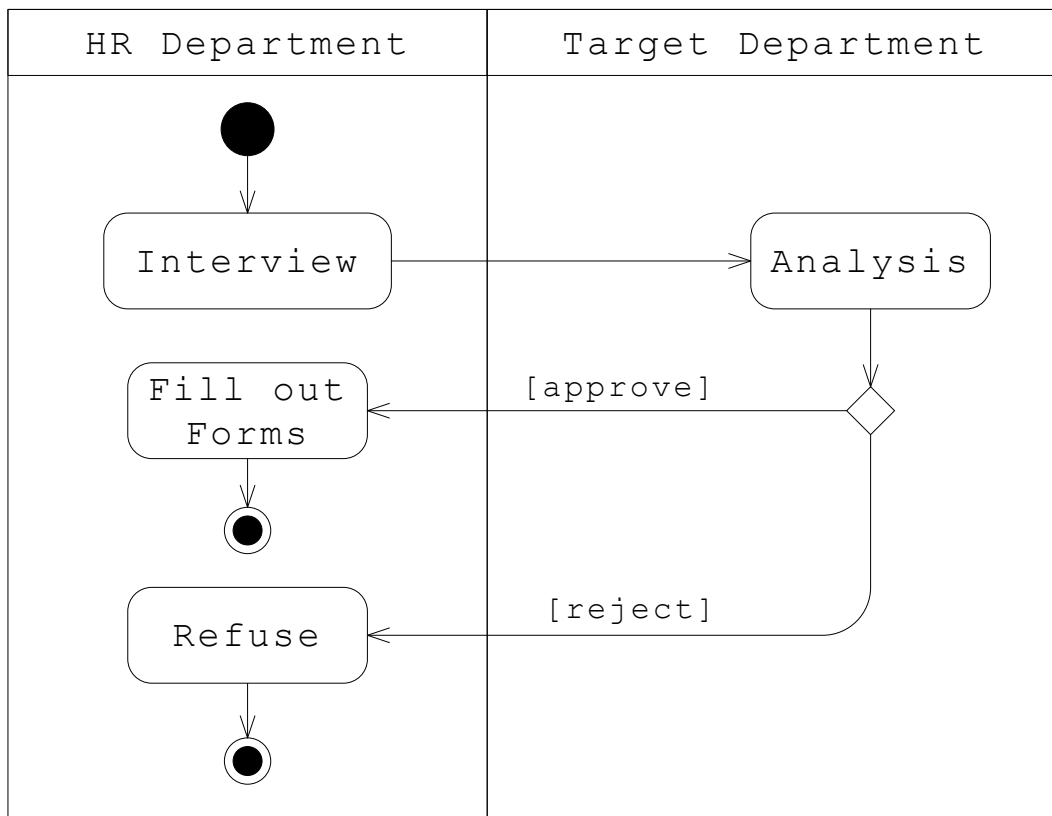 HR Department
Target Department
Interview
Analysis
Fill out
Forms
[approve]
[reject]
Refuse